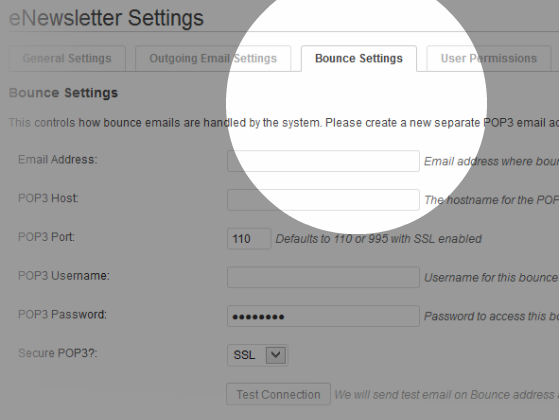 eNewsletter Settings
General Settings Outgoing Email Settings Bounce Settings User Permissions
Bounce Settings
This controls how bounce emails are handled by the system. Please create a new separate POP3 email
Email Address: Email address where
POP3 Host: The hostname for the
POP3 Port: 110 Defaults to 110 or 995 with SSL enabled
POP3 Username: Username for this bounce
POP3 Password: •••••••• Password to access this
Secure POP3?: SSL
Test Connection We will send test email on Bounce address